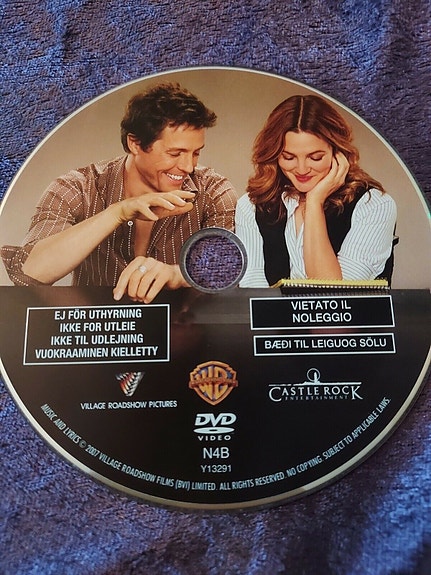 EJ FÖR UTHYRNING
IKKE FOR UTLEIE
IKKE TIL UDLEJNING
VUOKRAAMINEN KIELLETTY
VIETATO IL
NOLEGGIO
BÆÐI TIL LEIGUOG SÖLU
VILLAGE ROADSHOW PICTURES
WB
CASTLE ROCK
ENTERTAINMENT
DVD
VIDEO
N4B
Y13291
MUSIC AND LYRICS © 2007 VILLAGE ROADSHOW FILMS (BVI) LIMITED. ALL RIGHTS RESERVED. NO COPYING. SUBJECT TO APPLICABLE LAWS.